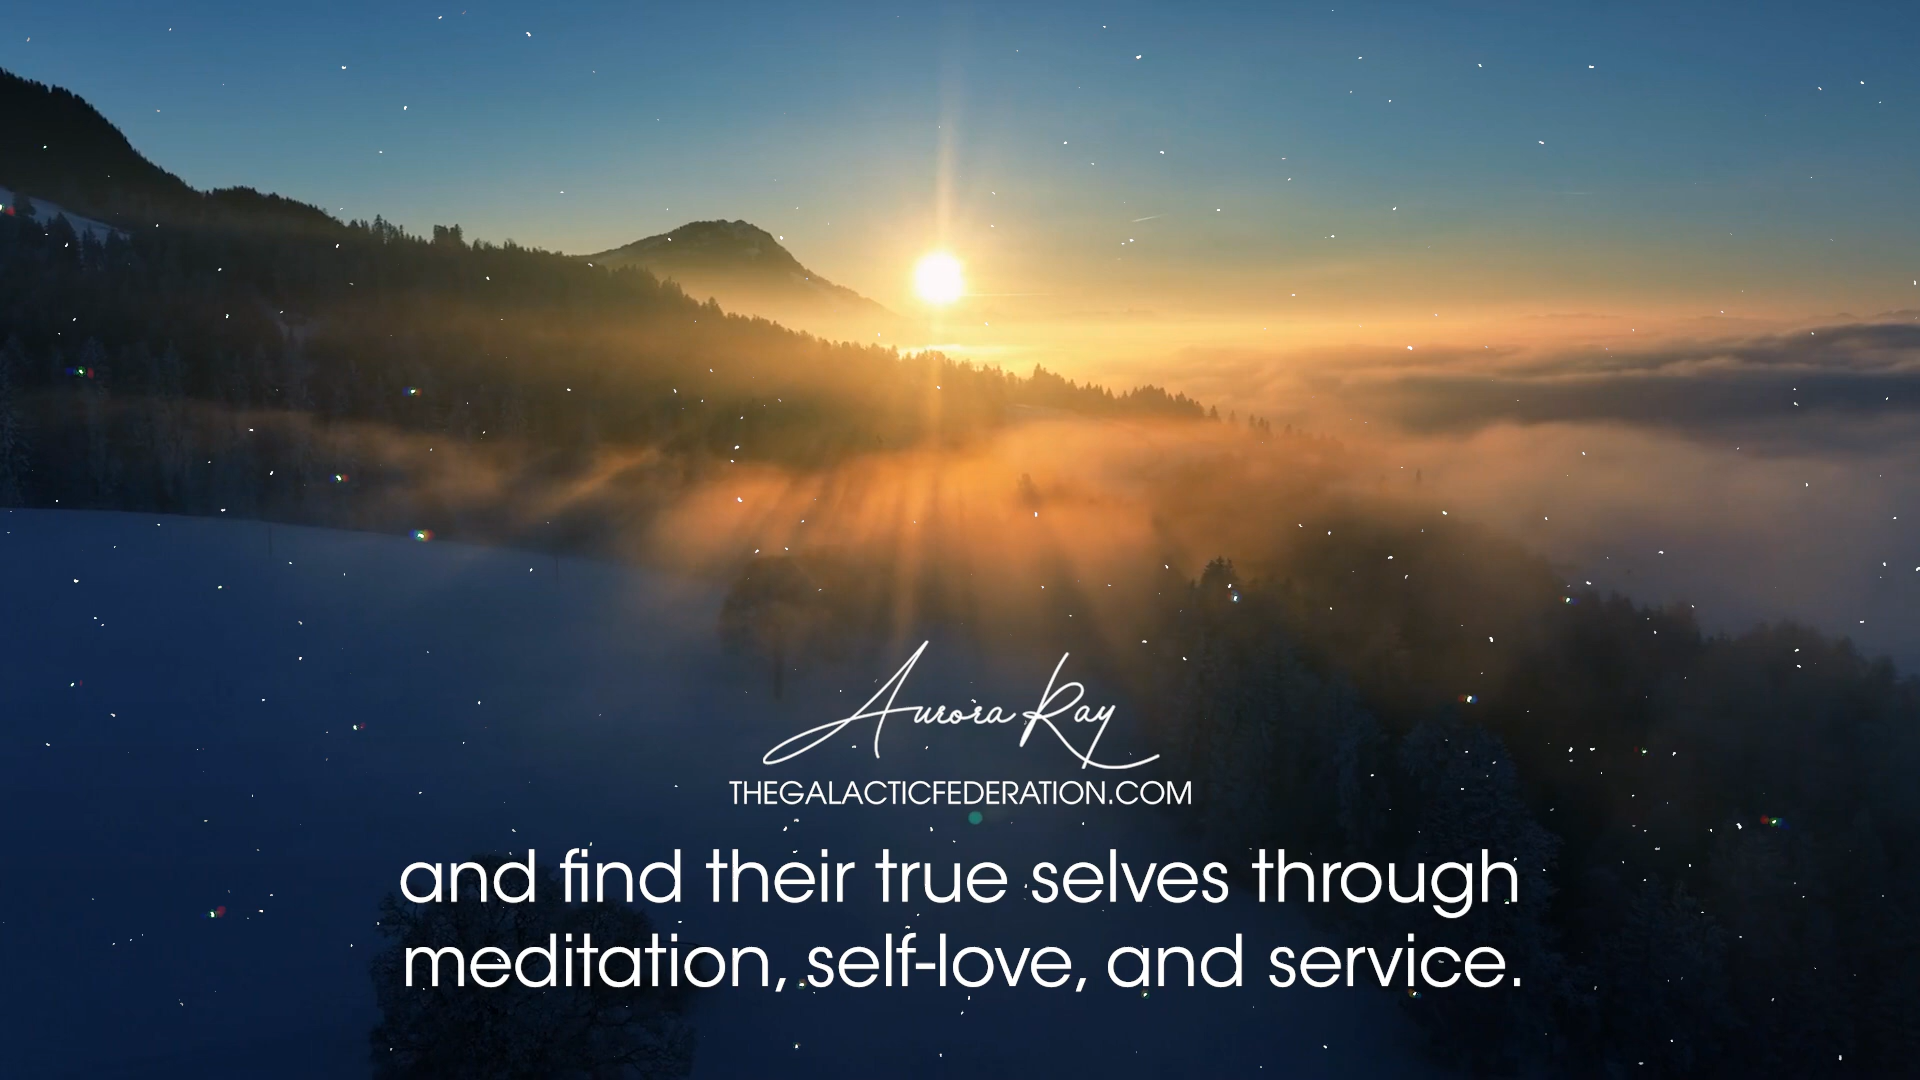 Aurora Ray
THEGALACTICFEDERATION.COM
and find their true selves through
meditation, self-love, and service.